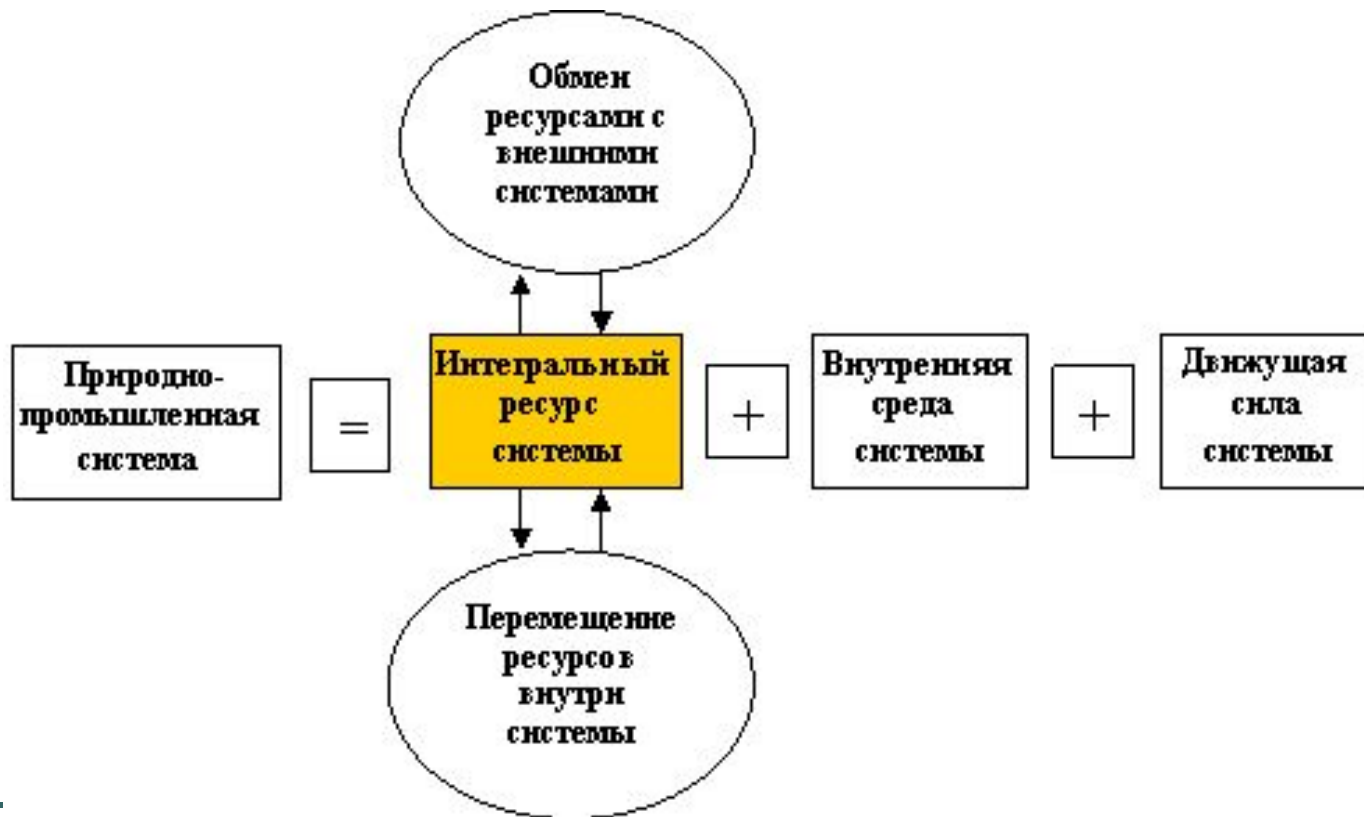 Обмен
ресурсами с
внешними
системами
Природно-
промышленная
система
=
Интегральный
ресурс
системы
+
Внутренняя
среда
системы
+
Движущая
сила
системы
Перемещение
ресурсов
внутри
системы